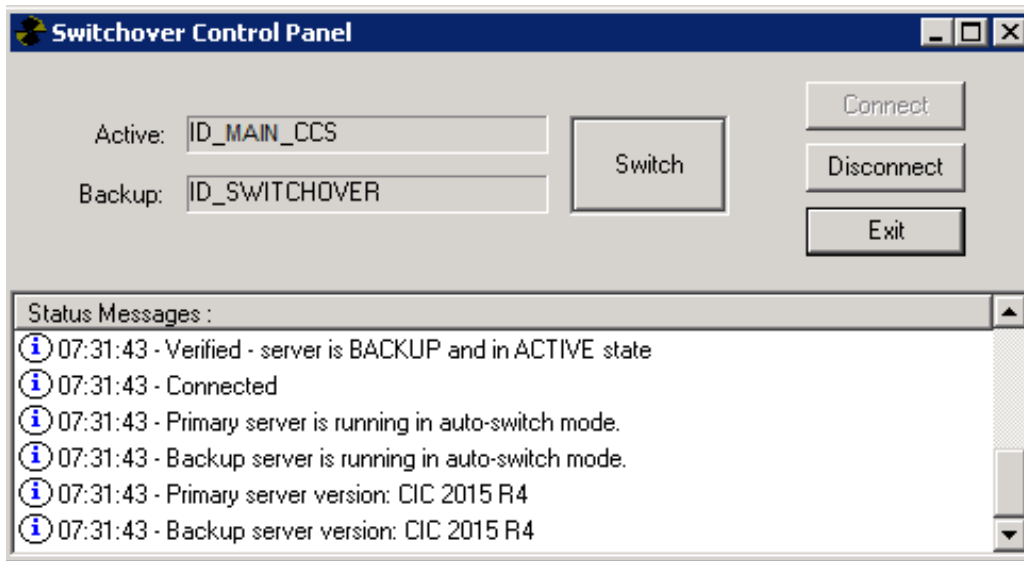 Switchover Control Panel
Active: ID_MAIN_CCS
Backup: ID_SWITCHOVER
Switch
Connect
Disconnect
Exit
Status Messages :
07:31:43 - Verified - server is BACKUP and in ACTIVE state
07:31:43 - Connected
07:31:43 - Primary server is running in auto-switch mode.
07:31:43 - Backup server is running in auto-switch mode.
07:31:43 - Primary server version: CIC 2015 R4
07:31:43 - Backup server version: CIC 2015 R4